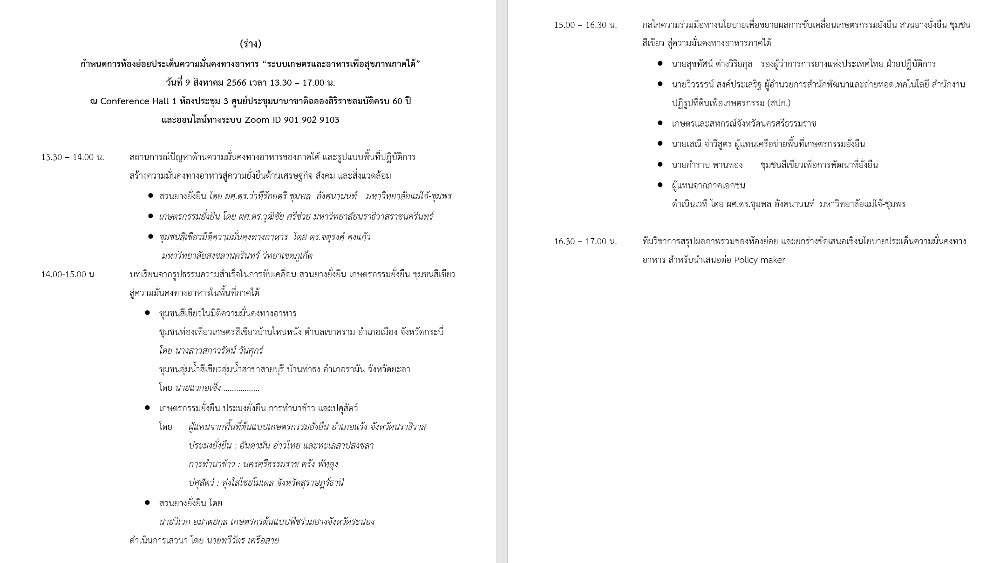 (ร่าง)
กำหนดการห้องย่อยประเด็นความมั่นคงทางอาหาร “ระบบเกษตรและอาหารเพื่อสุขภาพภาคใต้”
วันที่ 9 สิงหาคม 2566 เวลา 13.30 – 17.00 น.
ณ Conference Hall 1 ห้องประชุม 3 ศูนย์ประชุมนานาชาติฉลองสิริราชสมบัติครบ 60 ปี
และออนไลน์ทางระบบ Zoom ID 901 902 9103
13.30 – 14.00 น. สถานการณ์ปัญหาด้านความมั่นคงทางอาหารของภาคใต้ และรูปแบบพื้นที่ปฏิบัติการ
สร้างความมั่นคงทางอาหารสู่ความยั่งยืนด้านเศรษฐกิจ สังคม และสิ่งแวดล้อม
● สวนยางยั่งยืน โดย ผศ.ดร.ว่าที่ร้อยตรี ชุมพล อังศนานนท์ มหาวิทยาลัยแม่โจ้-ชุมพร
● เกษตรกรรมยั่งยืน โดย ผศ.ดร.วุฒิชัย ศรีช่วย มหาวิทยาลัยนราธิวาสราชนครินทร์
● ชุมชนสีเขียวมิติความมั่นคงทางอาหาร โดย ดร.จตุรงค์ คงแก้ว
มหาวิทยาลัยสงขลานครินทร์ วิทยาเขตภูเก็ต
14.00-15.00 น บทเรียนจากรูปธรรมความสำเร็จในการขับเคลื่อน สวนยางยั่งยืน เกษตรกรรมยั่งยืน ชุมชนสีเขียว
สู่ความมั่นคงทางอาหารในพื้นที่ภาคใต้
● ชุมชนสีเขียวในมิติความมั่นคงทางอาหาร
ชุมชนท่องเที่ยวเกษตรสีเขียวบ้านไหนหนัง ตำบลเขาคราม อำเภอเมือง จังหวัดกระบี่
โดย นางสาวสกาวรัตน์ วันศุกร์
ชุมชนลุ่มน้ำสีเขียวลุ่มน้ำสาขาสายบุรี บ้านท่าธง อำเภอรามัน จังหวัดยะลา
โดย นายแวกอเซ็ง .................
● เกษตรกรรมยั่งยืน ประมงยั่งยืน การทำนาข้าว และปศุสัตว์
โดย ผู้แทนจากพื้นที่ต้นแบบเกษตรกรรมยั่งยืน อำเภอแว้ง จังหวัดนราธิวาส
ประมงยั่งยืน : อันดามัน อ่าวไทย และทะเลสาปสงขลา
การทำนาข้าว : นครศรีธรรมราช ตรัง พัทลุง
ปศุสัตว์ : ทุ่งใสไชยโมเดล จังหวัดสุราษฎร์ธานี
● สวนยางยั่งยืน โดย
นายวิเวก อมาตยกุล เกษตรกรต้นแบบพืชร่วมยางจังหวัดระนอง
ดำเนินการเสวนา โดย นายทวีวัตร เครือสาย
15.00 – 16.30 น. กลไกความร่วมมือทางนโยบายเพื่อขยายผลการขับเคลื่อนเกษตรกรรมยั่งยืน สวนยางยั่งยืน ชุมชน
สีเขียว สู่ความมั่นคงทางอาหารภาคใต้
● นายสุขทัศน์ ต่างวิริยกุล รองผู้ว่าการการยางแห่งประเทศไทย ฝ่ายปฏิบัติการ
● นายวิวรรธน์ สงค์ประเสริฐ ผู้อำนวยการสำนักพัฒนาและถ่ายทอดเทคโนโลยี สำนักงาน
ปฏิรูปที่ดินเพื่อเกษตรกรรม (สปก.)
● เกษตรและสหกรณ์จังหวัดนครศรีธรรมราช
● นายเสณี จ่าวิสูตร ผู้แทนเครือข่ายพื้นที่เกษตรกรรมยั่งยืน
● นายกำราบ พานทอง ชุมชนสีเขียวเพื่อการพัฒนาที่ยั่งยืน
● ผู้แทนจากภาคเอกชน
ดำเนินเวที โดย ผศ.ดร.ชุมพล อังคนานนท์ มหาวิทยาลัยแม่โจ้-ชุมพร
16.30 – 17.00 น. ทีมวิชาการสรุปผลภาพรวมของห้องย่อย และยกร่างข้อเสนอเชิงนโยบายประเด็นความมั่นคงทาง
อาหาร สำหรับนำเสนอต่อ Policy maker